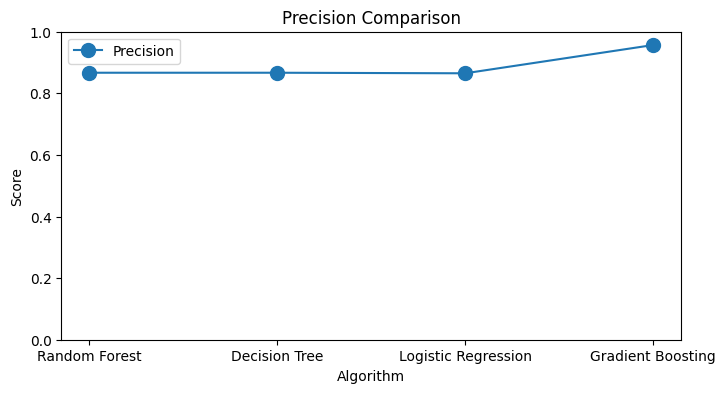 Precision Comparison
Precision
1.0
0.8
0.6
0.4
0.2
0.0
Score
Random Forest Decision Tree Logistic Regression Gradient Boosting
Algorithm